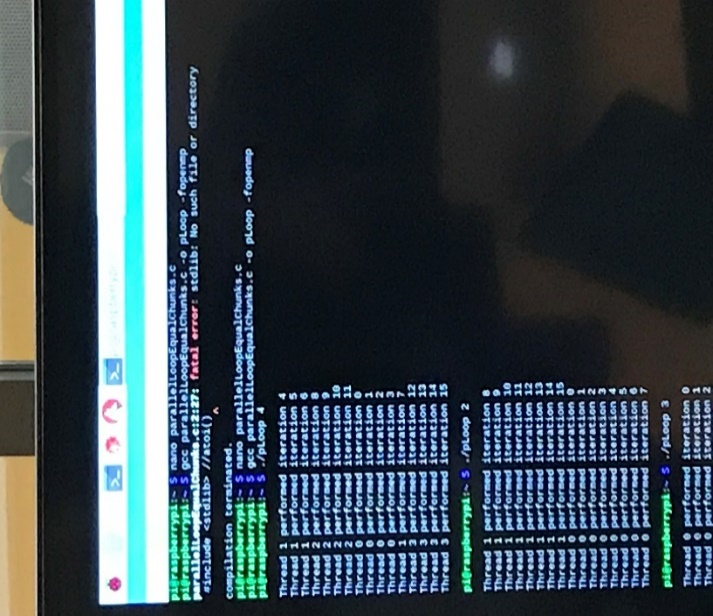 pi@raspberrypi:~ $ nano parallelLoopEqualChunks.c
pi@raspberrypi:~ $ gcc parallelLoopEqualChunks.c -o pLoop -fopenmp
fatal error: stdlib: No such file or directory
#include <stdlib> //atoi()
^
compilation terminated.
pi@raspberrypi:~ $ nano parallelLoopEqualChunks.c
pi@raspberrypi:~ $ gcc parallelLoopEqualChunks.c -o pLoop -fopenmp
pi@raspberrypi:~ $ ./pLoop 4
Thread 1 performed iteration 4
Thread 1 performed iteration 5
Thread 1 performed iteration 6
Thread 2 performed iteration 8
Thread 2 performed iteration 9
Thread 2 performed iteration 10
Thread 2 performed iteration 11
Thread 0 performed iteration 0
Thread 0 performed iteration 1
Thread 0 performed iteration 2
Thread 0 performed iteration 3
Thread 1 performed iteration 7
Thread 3 performed iteration 12
Thread 3 performed iteration 13
Thread 3 performed iteration 14
Thread 3 performed iteration 15
pi@raspberrypi:~ $ ./pLoop 2
Thread 1 performed iteration 8
Thread 1 performed iteration 9
Thread 1 performed iteration 10
Thread 1 performed iteration 11
Thread 1 performed iteration 12
Thread 1 performed iteration 13
Thread 1 performed iteration 14
Thread 1 performed iteration 15
Thread 0 performed iteration 0
Thread 0 performed iteration 1
Thread 0 performed iteration 2
Thread 0 performed iteration 3
Thread 0 performed iteration 4
Thread 0 performed iteration 5
Thread 0 performed iteration 6
Thread 0 performed iteration 7
pi@raspberrypi:~ $ ./pLoop 3
Thread 0 performed iteration 0
Thread 0 performed iteration 1
Thread 0 performed iteration 2